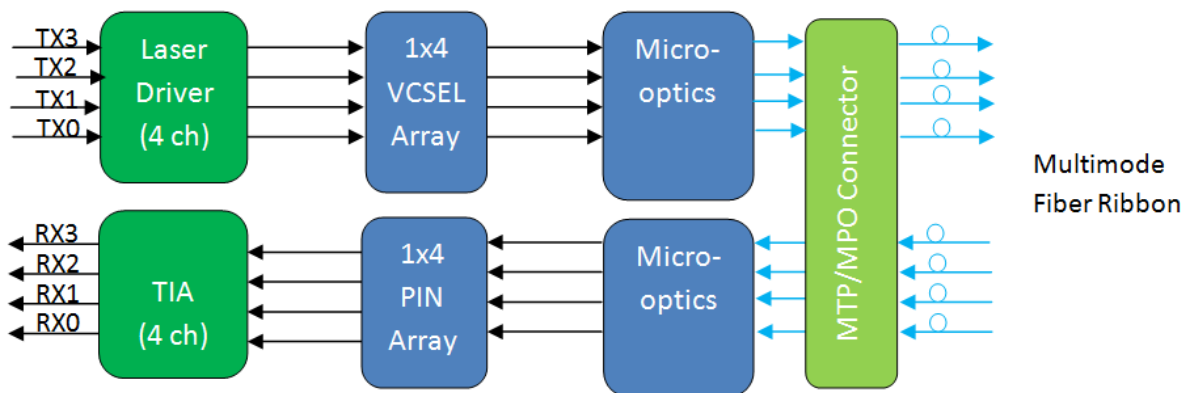 TX3
TX2
TX1
TX0
Laser
Driver
(4 ch)
1x4
VCSEL
Array
Micro-
optics
MTP/MPO Connector
Multimode
Fiber Ribbon
RX3
RX2
RX1
RX0
TIA
(4 ch)
1x4
PIN
Array
Micro-
optics